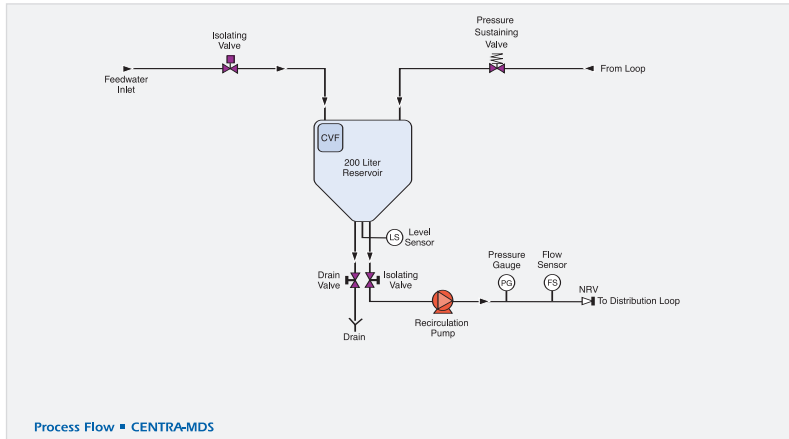 Pressure
Sustaining
Valve
Isolating
Valve
Feedwater
Inlet
From Loop
CVF
200 Liter
Reservoir
LS
Level
Sensor
Drain
Valve
Isolating
Valve
Pressure
Gauge
Flow
Sensor
PG
FS
NRV
To Distribution Loop
Recirculation
Pump
Drain
Process Flow ▪ CENTRA-MDS